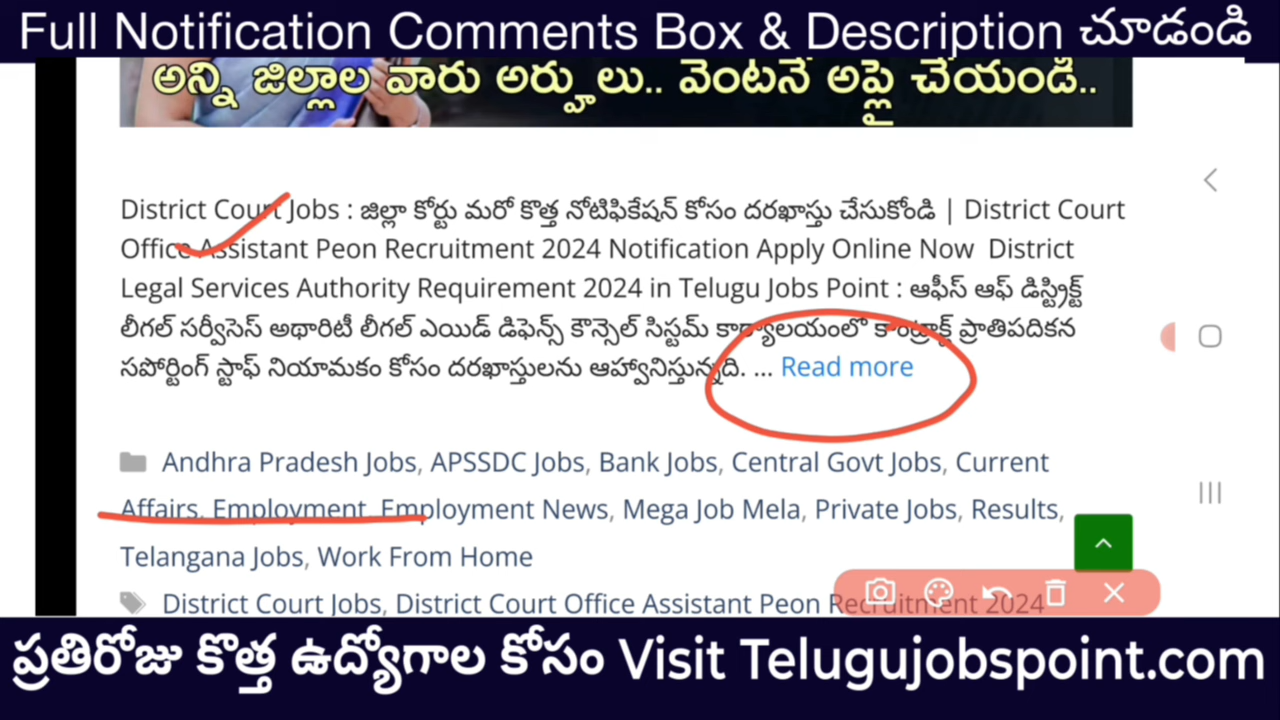 Full Notification Comments Box & Description చూడండి
అన్ని జిల్లాల వారు అర్హులు.. వెంటనే అప్లై చేయండి..
District Court Jobs : జిల్లా కోర్టు మరో కొత్త నోటిఫికేషన్ కోసం దరఖాస్తు చేసుకోండి | District Court
Office Assistant Peon Recruitment 2024 Notification Apply Online Now District
Legal Services Authority Requirement 2024 in Telugu Jobs Point : ఆఫీస్ ఆఫ్ డిస్ట్రిక్ట్
లీగల్ సర్వీసెస్ అథారిటీ లీగల్ ఎయిడ్ డిఫెన్స్ కౌన్సెల్ సిస్టమ్ కార్యాలయంలో కాంట్రాక్ట్ ప్రాతిపదికన
సపోర్టింగ్ స్టాఫ్ నియామకం కోసం దరఖాస్తులను ఆహ్వానిస్తున్నది. ... Read more
Andhra Pradesh Jobs, APSSDC Jobs, Bank Jobs, Central Govt Jobs, Current
Affairs, Employment, Employment News, Mega Job Mela, Private Jobs, Results,
Telangana Jobs, Work From Home
District Court Jobs, District Court Office Assistant Peon Recruitment 2024
ప్రతిరోజు కొత్త ఉద్యోగాల కోసం Visit Telugujobspoint.com